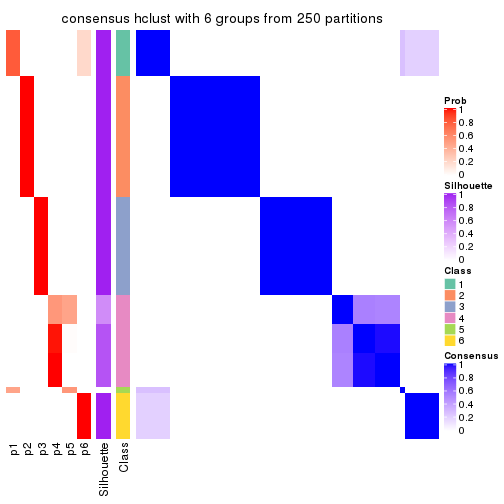 consensus hclust with 6 groups from 250 partitions
Prob
1
0.8
0.6
0.4
0.2
0
Silhouette
1
0.8
0.6
0.4
0.2
0
Class
1
2
3
4
5
6
Consensus
1
0.8
0.6
0.4
0.2
0
p1
p2
p3
p4
p5
p6
Silhouette
Class